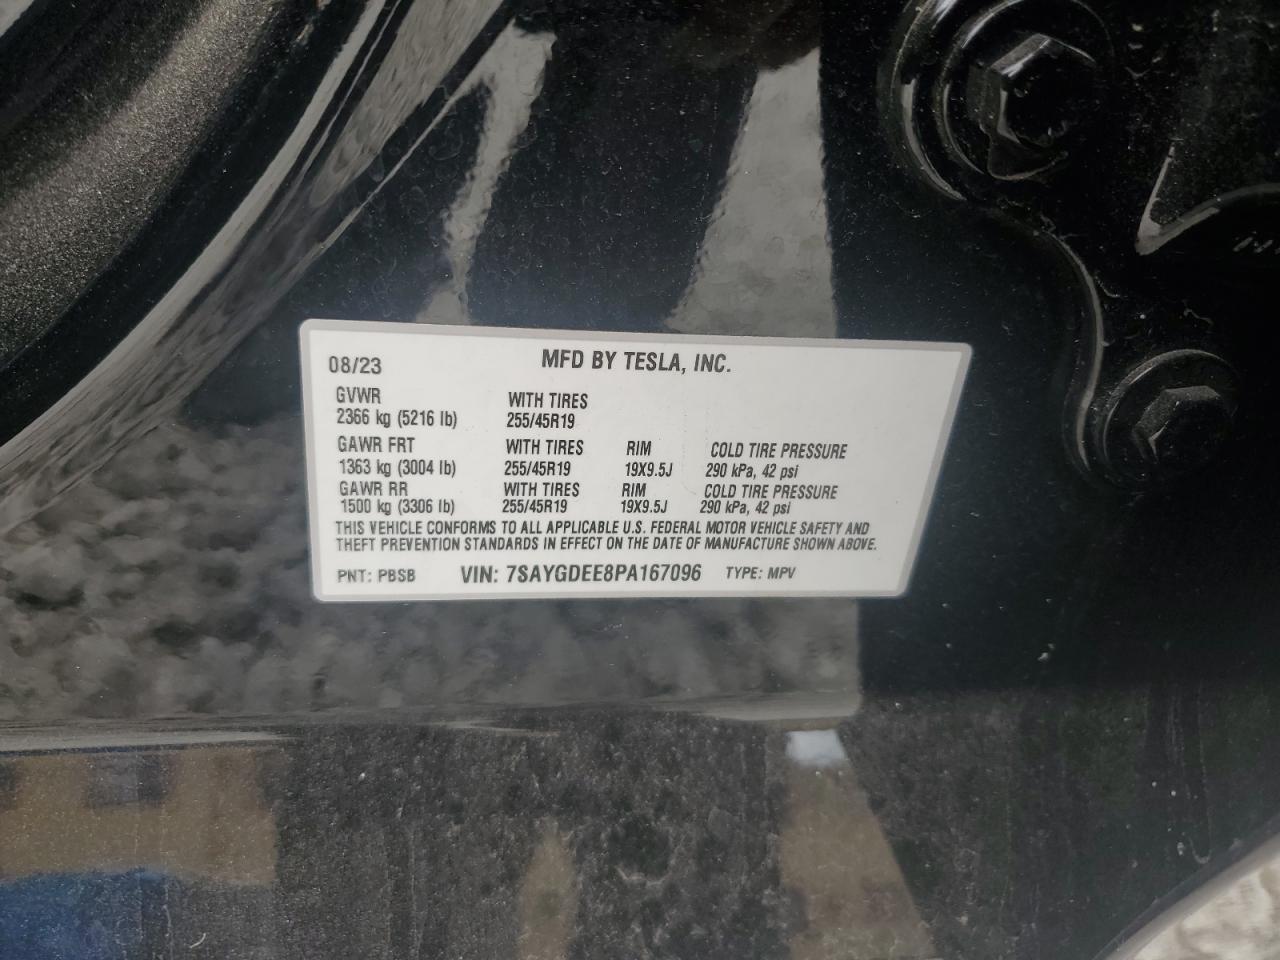 08/23 MFD BY TESLA, INC.
GVWR WITH TIRES
2366 kg (5216 lb) 255/45R19
GAWR FRT WITH TIRES RIM COLD TIRE PRESSURE
1363 kg (3004 lb) 255/45R19 19X9.5J 290 kPa, 42 psi
GAWR RR WITH TIRES RIM COLD TIRE PRESSURE
1500 kg (3306 lb) 255/45R19 19X9.5J 290 kPa, 42 psi
THIS VEHICLE CONFORMS TO ALL APPLICABLE U.S. FEDERAL MOTOR VEHICLE SAFETY AND
THEFT PREVENTION STANDARDS IN EFFECT ON THE DATE OF MANUFACTURE SHOWN ABOVE.
PNT: PBSB VIN: 7SAYGDEE8PA167096 TYPE: MPV